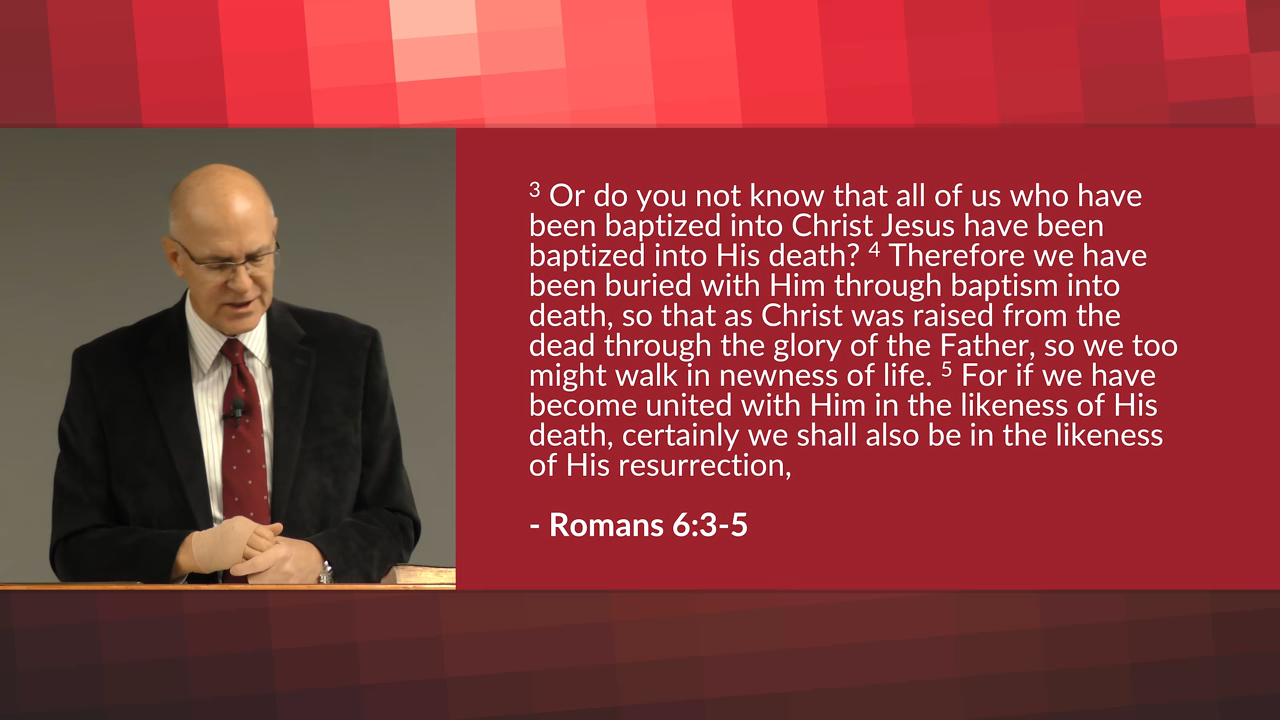 ³ Or do you not know that all of us who have
been baptized into Christ Jesus have been
baptized into His death? ⁴ Therefore we have
been buried with Him through baptism into
death, so that as Christ was raised from the
dead through the glory of the Father, so we too
might walk in newness of life. ⁵ For if we have
become united with Him in the likeness of His
death, certainly we shall also be in the likeness
of His resurrection,
- Romans 6:3-5